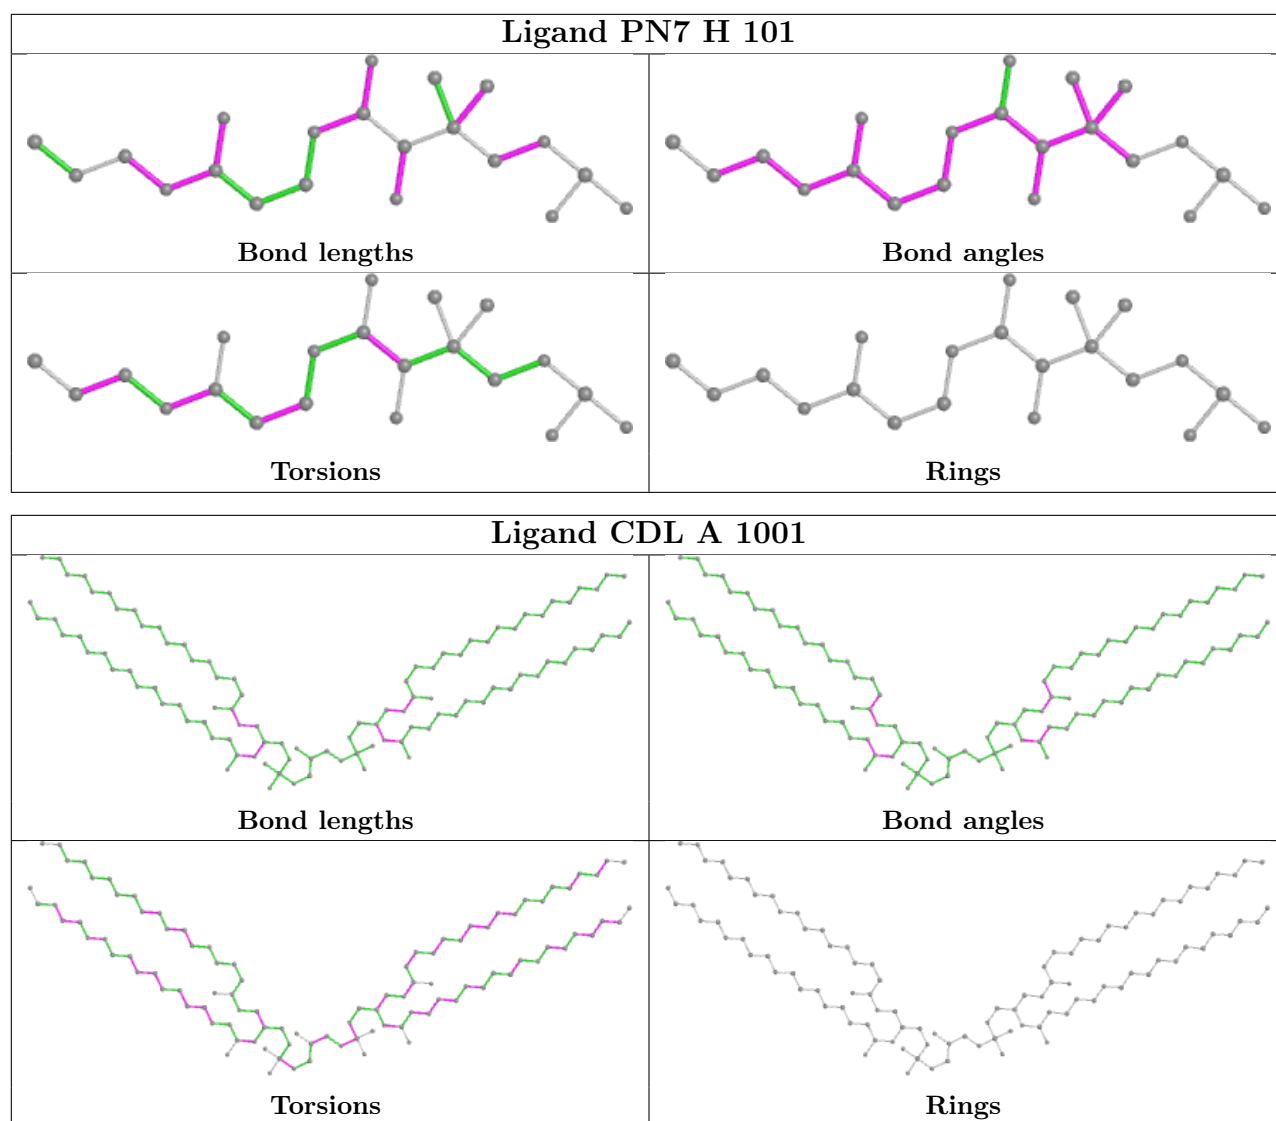 Ligand PN7 H 101
Bond lengths
Bond angles
Torsions
Rings
Ligand CDL A 1001
Bond lengths
Bond angles
Torsions
Rings